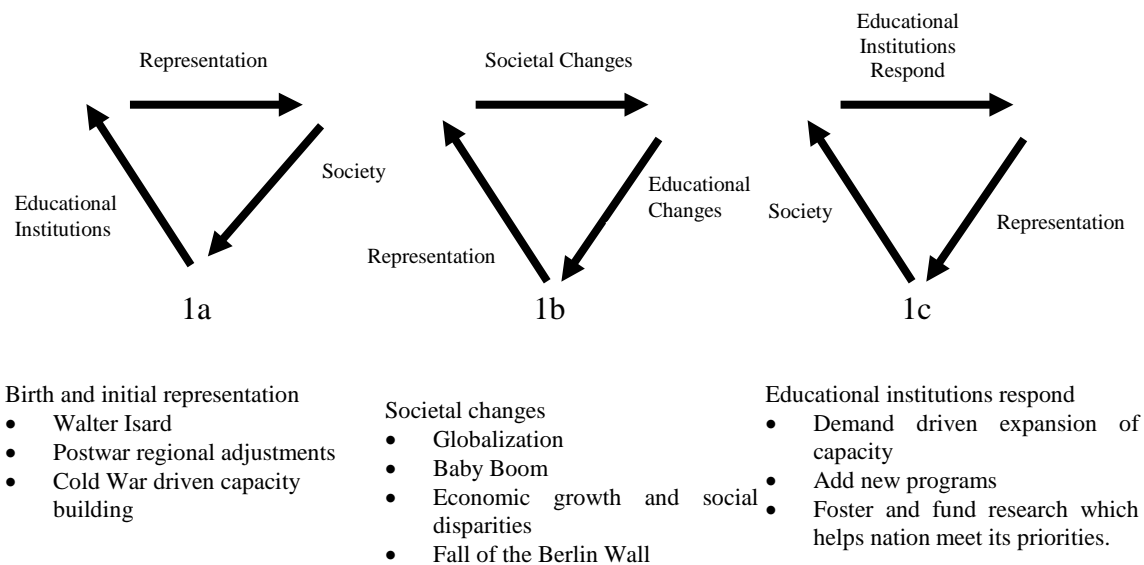 Representation
Society
Educational
Institutions
1a
Societal Changes
Educational
Changes
Representation
1b
Educational
Institutions
Respond
Society
Representation
1c
Birth and initial representation
• Walter Isard
• Postwar regional adjustments
• Cold War driven capacity
building
Societal changes
• Globalization
• Baby Boom
• Economic growth and social
disparities
• Fall of the Berlin Wall
Educational institutions respond
• Demand driven expansion of
capacity
• Add new programs
• Foster and fund research which
helps nation meet its priorities.